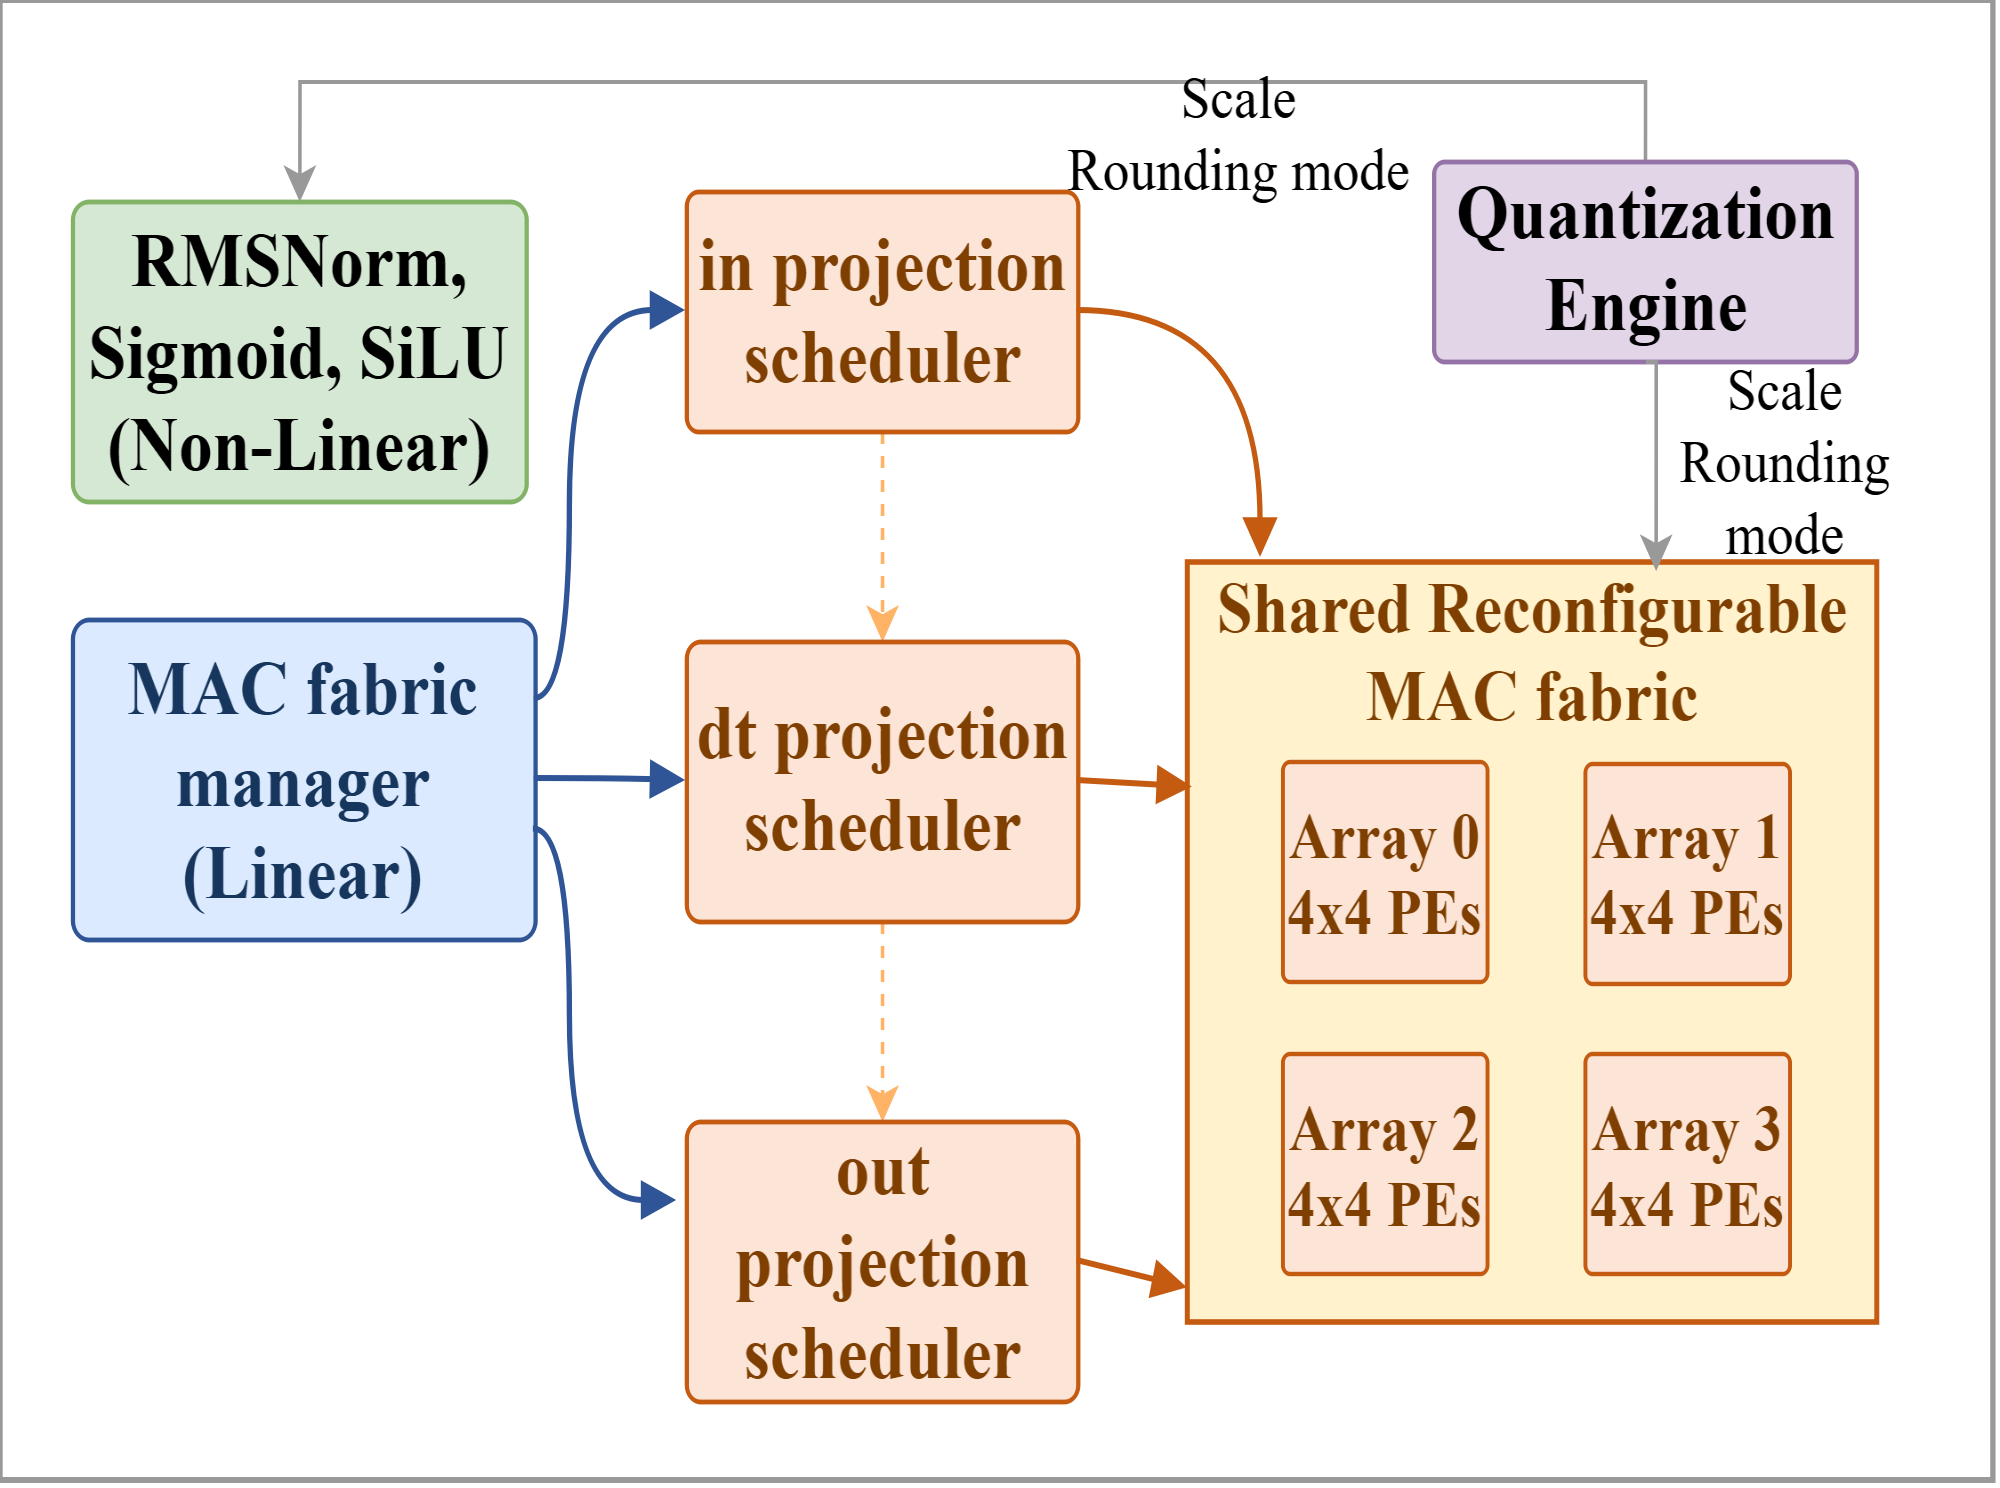 Scale
Rounding mode
RMSNorm,
Sigmoid, SiLU
(Non-Linear)
in projection
scheduler
Quantization
Engine
Scale
Rounding
mode
MAC fabric
manager
(Linear)
dt projection
scheduler
out
projection
scheduler
Shared Reconfigurable
MAC fabric
Array 0
4x4 PEs
Array 1
4x4 PEs
Array 2
4x4 PEs
Array 3
4x4 PEs